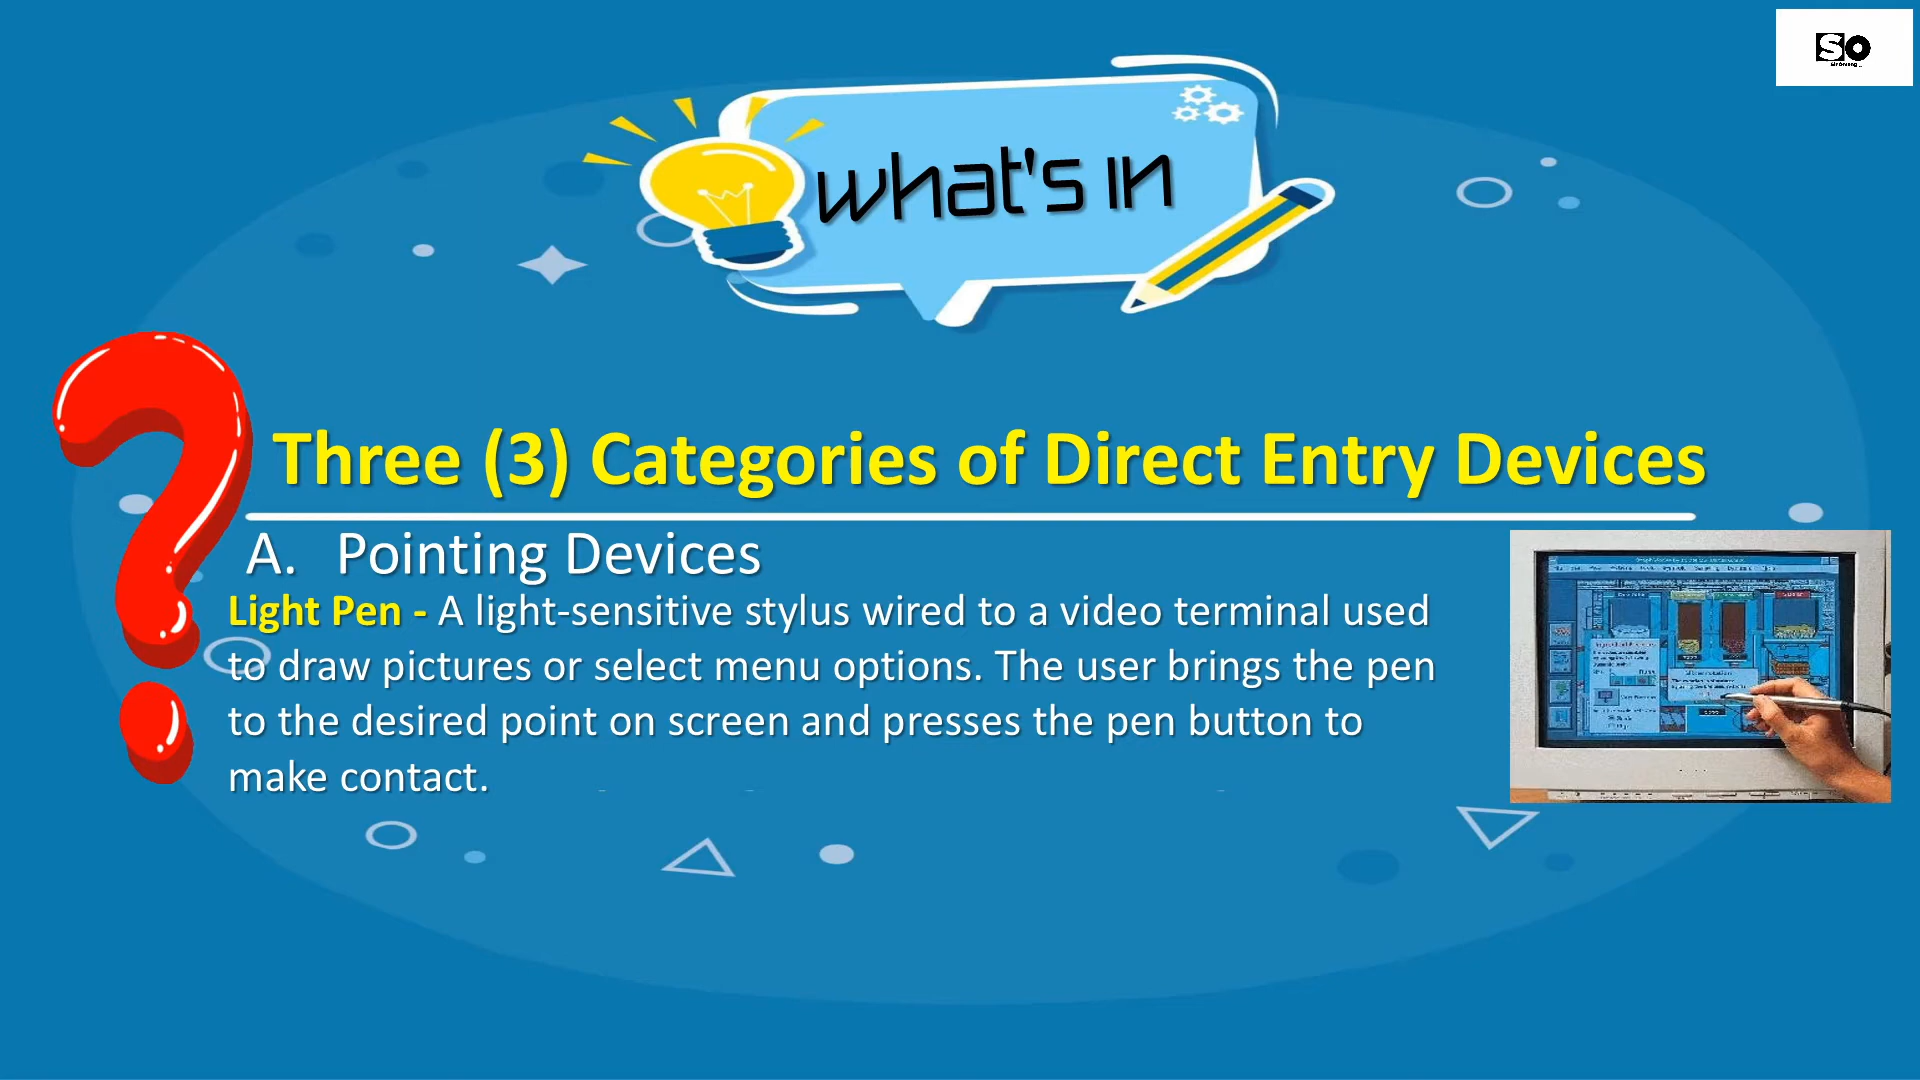 SO
what's in
Three (3) Categories of Direct Entry Devices
A. Pointing Devices
Light Pen - A light-sensitive stylus wired to a video terminal used
to draw pictures or select menu options. The user brings the pen
to the desired point on screen and presses the pen button to
make contact.